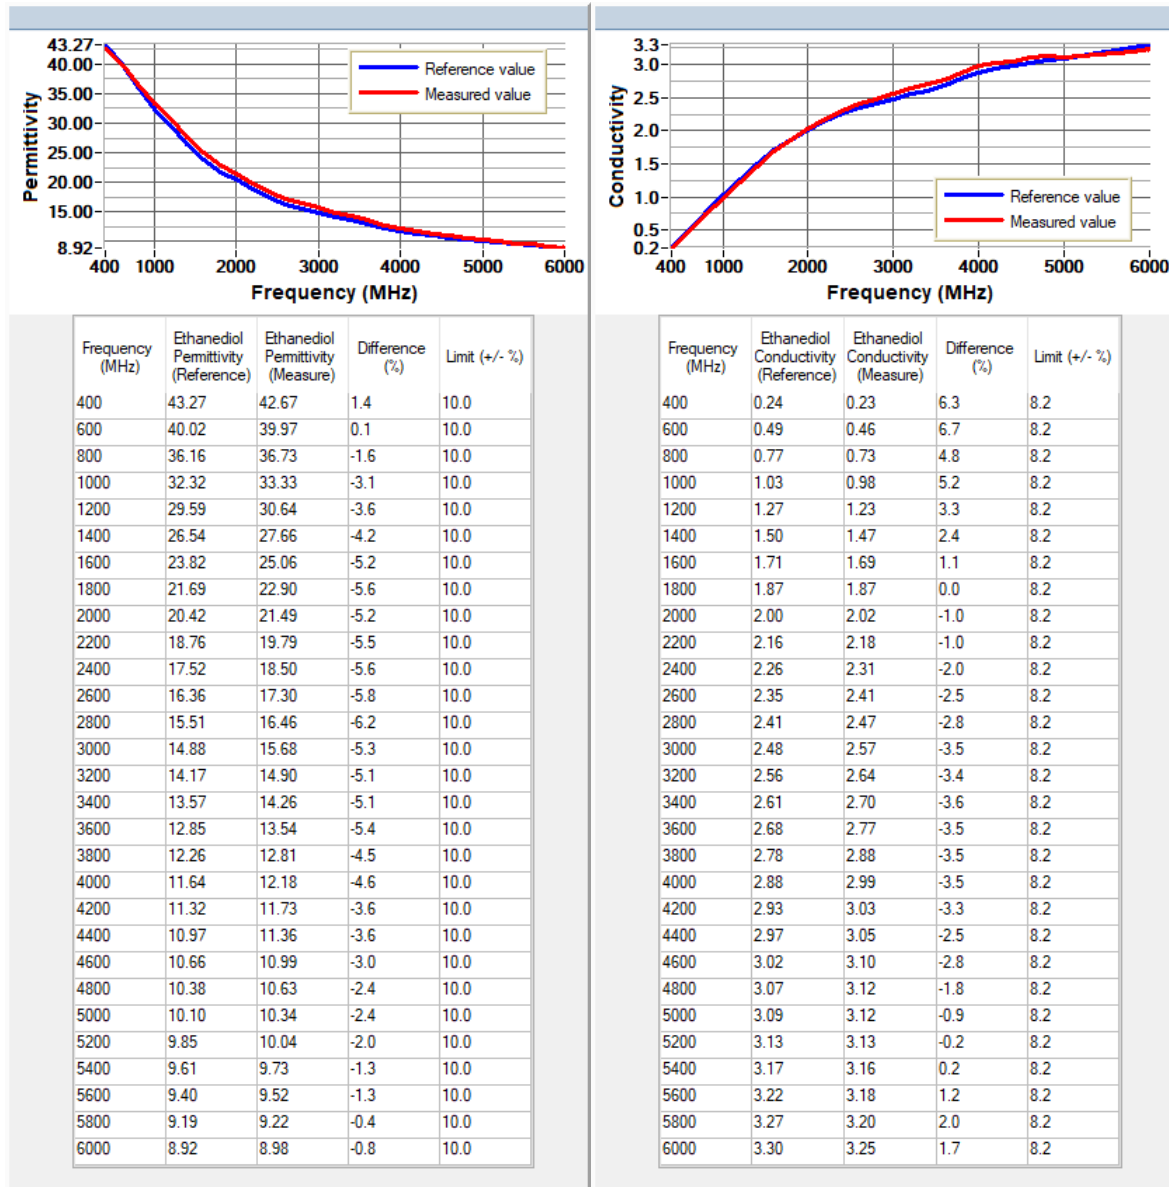 43.27
40.00
35.00
30.00
25.00
20.00
15.00
8.92
Permittivity
Reference value
Measured value
400 1000 2000 3000 4000 5000 6000
Frequency (MHz)
Frequency (MHz) Ethanediol Permittivity (Reference) Ethanediol Permittivity (Measure) Difference (%) Limit (+/- %)
400 43.27 42.67 1.4 10.0
600 40.02 39.97 0.1 10.0
800 36.16 36.73 -1.6 10.0
1000 32.32 33.33 -3.1 10.0
1200 29.59 30.64 -3.6 10.0
1400 26.54 27.66 -4.2 10.0
1600 23.82 25.06 -5.2 10.0
1800 21.69 22.90 -5.6 10.0
2000 20.42 21.49 -5.2 10.0
2200 18.76 19.79 -5.5 10.0
2400 17.52 18.50 -5.6 10.0
2600 16.36 17.30 -5.8 10.0
2800 15.51 16.46 -6.2 10.0
3000 14.88 15.68 -5.3 10.0
3200 14.17 14.90 -5.1 10.0
3400 13.57 14.26 -5.1 10.0
3600 12.85 13.54 -5.4 10.0
3800 12.26 12.81 -4.5 10.0
4000 11.64 12.18 -4.6 10.0
4200 11.32 11.73 -3.6 10.0
4400 10.97 11.36 -3.6 10.0
4600 10.66 10.99 -3.0 10.0
4800 10.38 10.63 -2.4 10.0
5000 10.10 10.34 -2.4 10.0
5200 9.85 10.04 -2.0 10.0
5400 9.61 9.73 -1.3 10.0
5600 9.40 9.52 -1.3 10.0
5800 9.19 9.22 -0.4 10.0
6000 8.92 8.98 -0.8 10.0
3.3
3.0
2.5
2.0
1.5
1.0
0.5
0.2
Conductivity
Reference value
Measured value
400 1000 2000 3000 4000 5000 6000
Frequency (MHz)
Frequency (MHz) Ethanediol Conductivity (Reference) Ethanediol Conductivity (Measure) Difference (%) Limit (+/- %)
400 0.24 0.23 6.3 8.2
600 0.49 0.46 6.7 8.2
800 0.77 0.73 4.8 8.2
1000 1.03 0.98 5.2 8.2
1200 1.27 1.23 3.3 8.2
1400 1.50 1.47 2.4 8.2
1600 1.71 1.69 1.1 8.2
1800 1.87 1.87 0.0 8.2
2000 2.00 2.02 -1.0 8.2
2200 2.16 2.18 -1.0 8.2
2400 2.26 2.31 -2.0 8.2
2600 2.35 2.41 -2.5 8.2
2800 2.41 2.47 -2.8 8.2
3000 2.48 2.57 -3.5 8.2
3200 2.56 2.64 -3.4 8.2
3400 2.61 2.70 -3.6 8.2
3600 2.68 2.77 -3.5 8.2
3800 2.78 2.88 -3.5 8.2
4000 2.88 2.99 -3.5 8.2
4200 2.93 3.03 -3.3 8.2
4400 2.97 3.05 -2.5 8.2
4600 3.02 3.10 -2.8 8.2
4800 3.07 3.12 -1.8 8.2
5000 3.09 3.12 -0.9 8.2
5200 3.13 3.13 -0.2 8.2
5400 3.17 3.16 0.2 8.2
5600 3.22 3.18 1.2 8.2
5800 3.27 3.20 2.0 8.2
6000 3.30 3.25 1.7 8.2